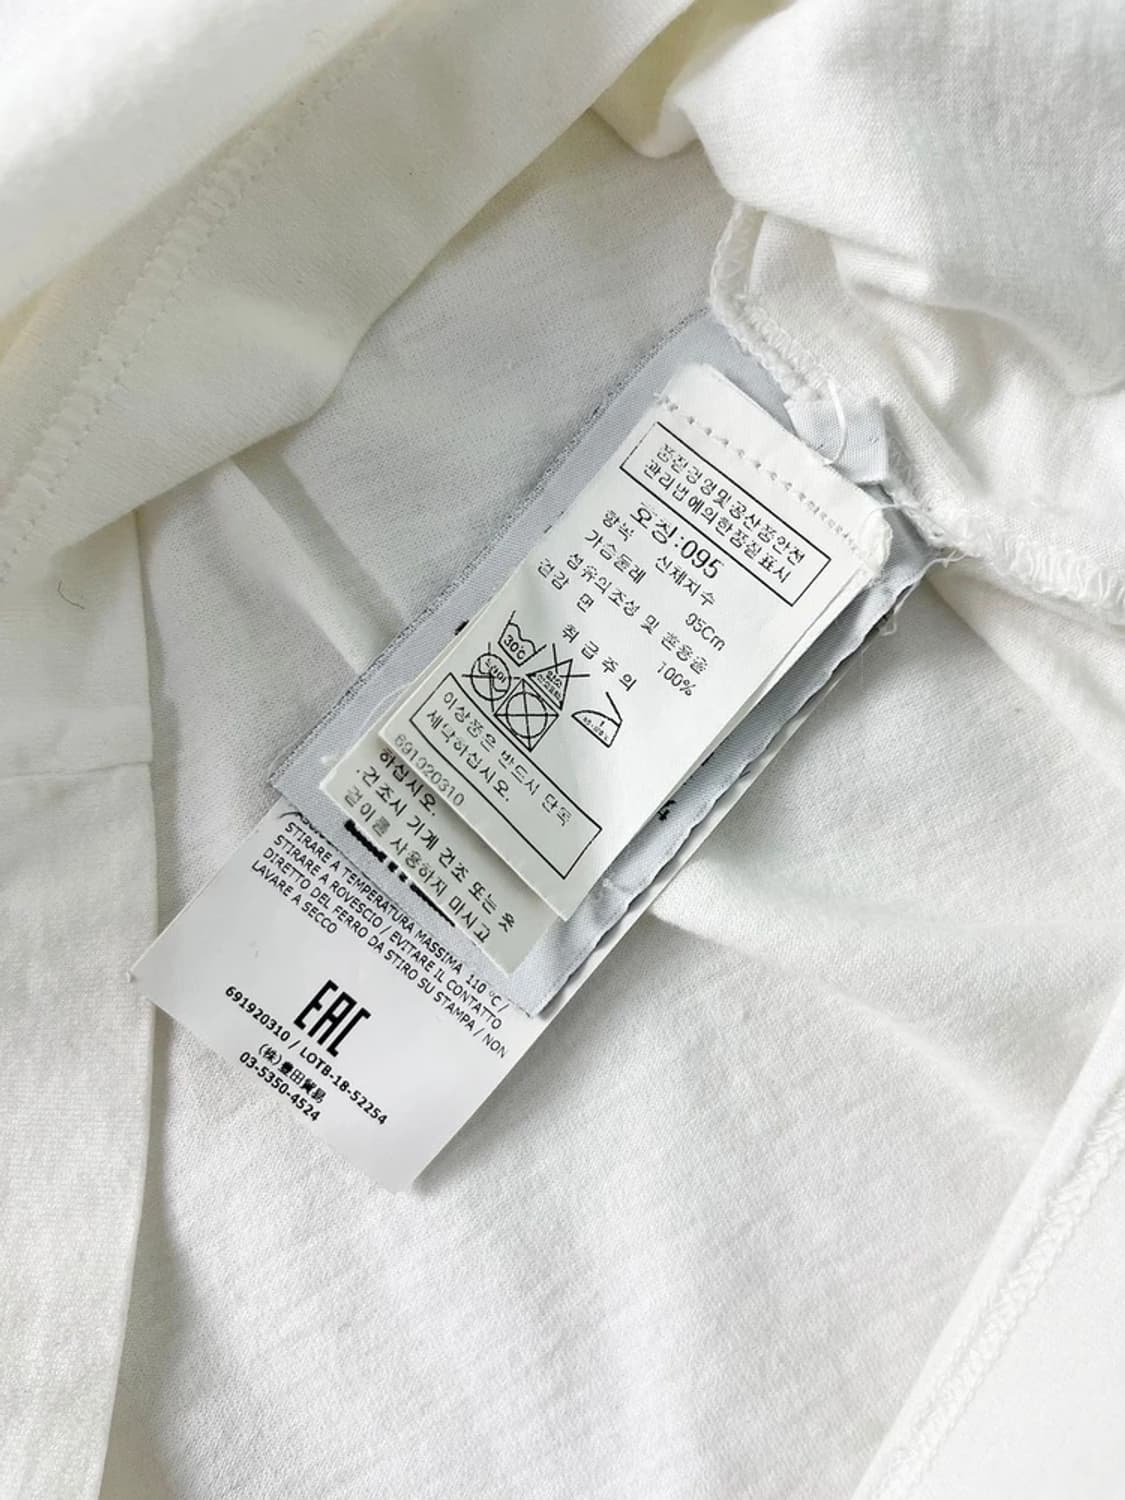 품질경영및공산품안전
관리법에의한품질표시
호칭:095
항목 신체치수
가슴둘레 95Cm
섬유의조성 및 혼용율
겉감 면 100%
취급주의
30℃
이상품은 반드시 단독
세탁하십시오.
691920310
하십시오.
.건조시 기계 건조 또는 옷
걸이를 사용하지 마시고
STIRARE A TEMPERATURA MASSIMA 110 °C /
STIRARE A ROVESCIO / EVITARE IL CONTATTO
DIRETTO DEL FERRO DA STIRO SU STAMPA / NON
LAVARE A SECCO
EAC
691920310 / LOTB-18-52254
(株)豊田貿易
03-5350-4524